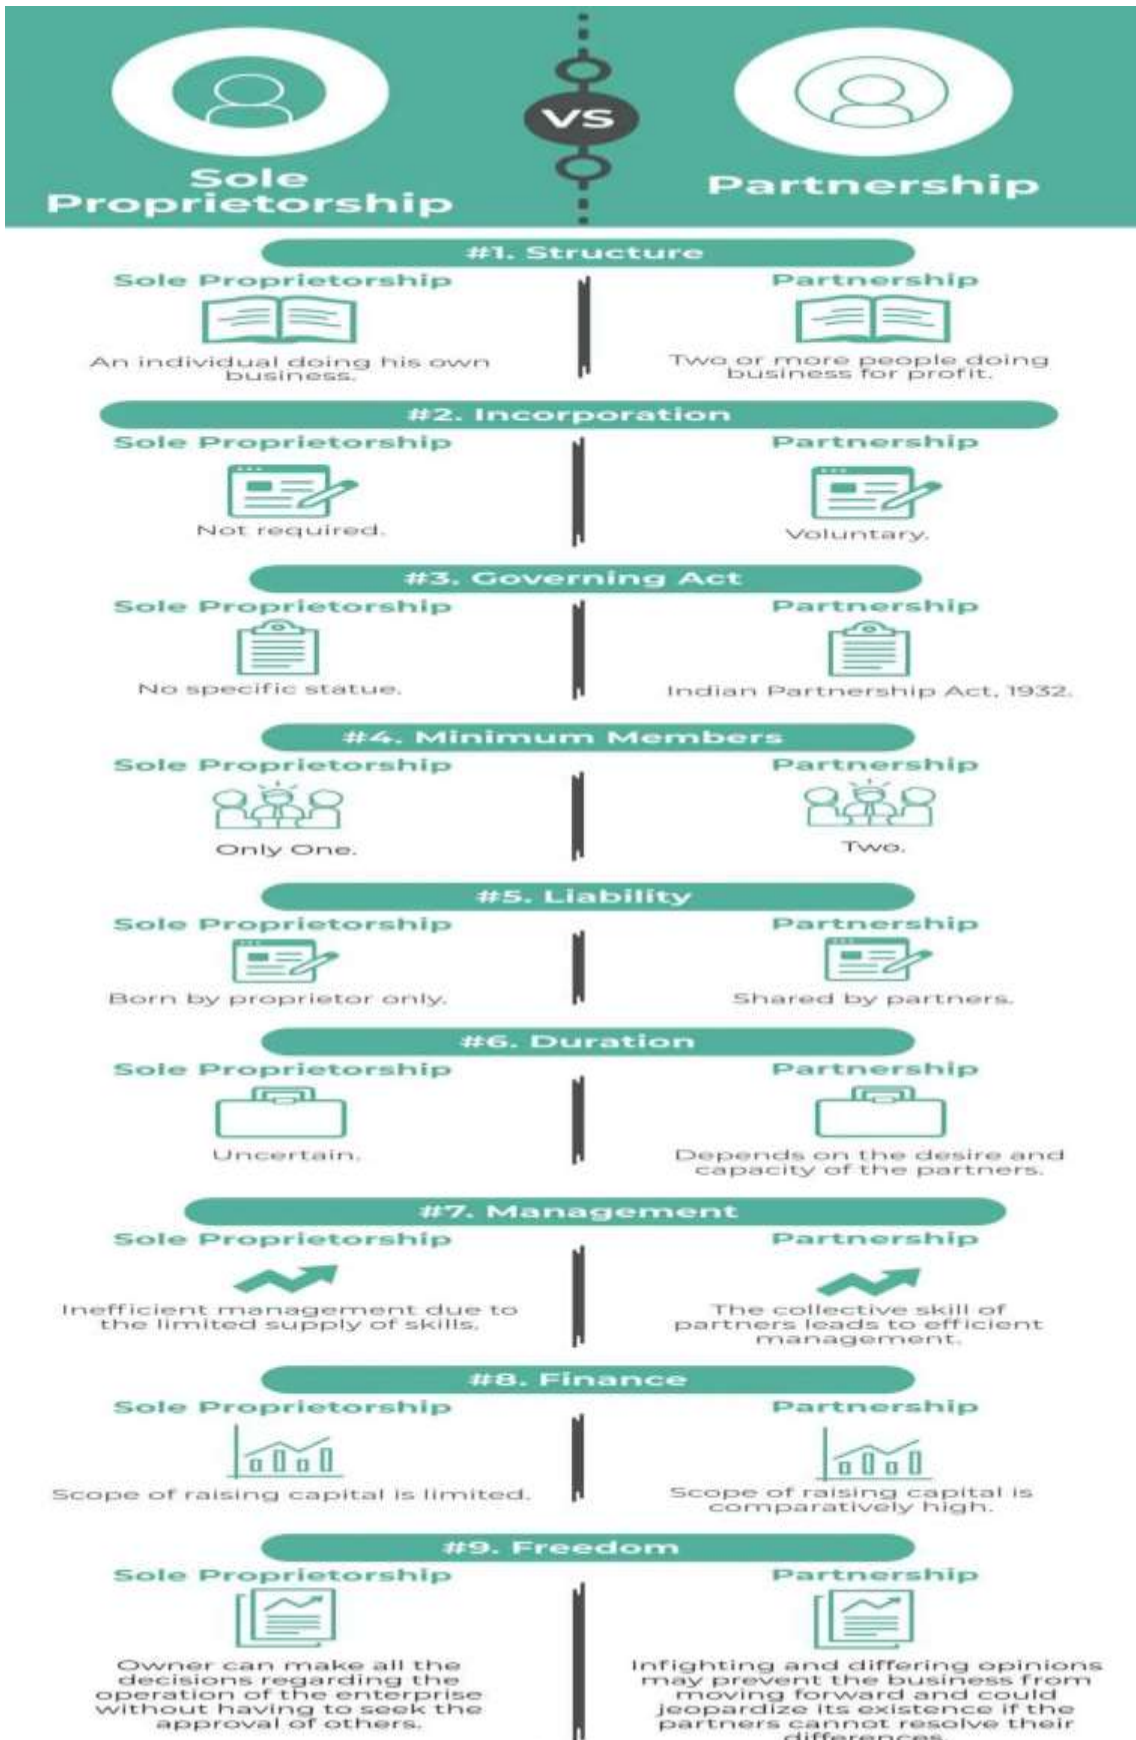 Sole
Proprietorship
VS
Partnership
#1. Structure
Sole Proprietorship
An individual doing his own
business.
Partnership
Two or more people doing
business for profit.
#2. Incorporation
Sole Proprietorship
Not required.
Partnership
Voluntary.
#3. Governing Act
Sole Proprietorship
No specific statue.
Partnership
Indian Partnership Act, 1932.
#4. Minimum Members
Sole Proprietorship
Only One.
Partnership
Two.
#5. Liability
Sole Proprietorship
Born by proprietor only.
Partnership
Shared by partners.
#6. Duration
Sole Proprietorship
Uncertain.
Partnership
Depends on the desire and
capacity of the partners.
#7. Management
Sole Proprietorship
Inefficient management due to
the limited supply of skills.
Partnership
The collective skill of
partners leads to efficient
management.
#8. Finance
Sole Proprietorship
Scope of raising capital is limited.
Partnership
Scope of raising capital is
comparatively high.
#9. Freedom
Sole Proprietorship
Owner can make all the
decisions regarding the
operation of the enterprise
without having to seek the
approval of others.
Partnership
Infighting and differing opinions
may prevent the business from
moving forward and could
jeopardize its existence if the
partners cannot resolve their
differences.